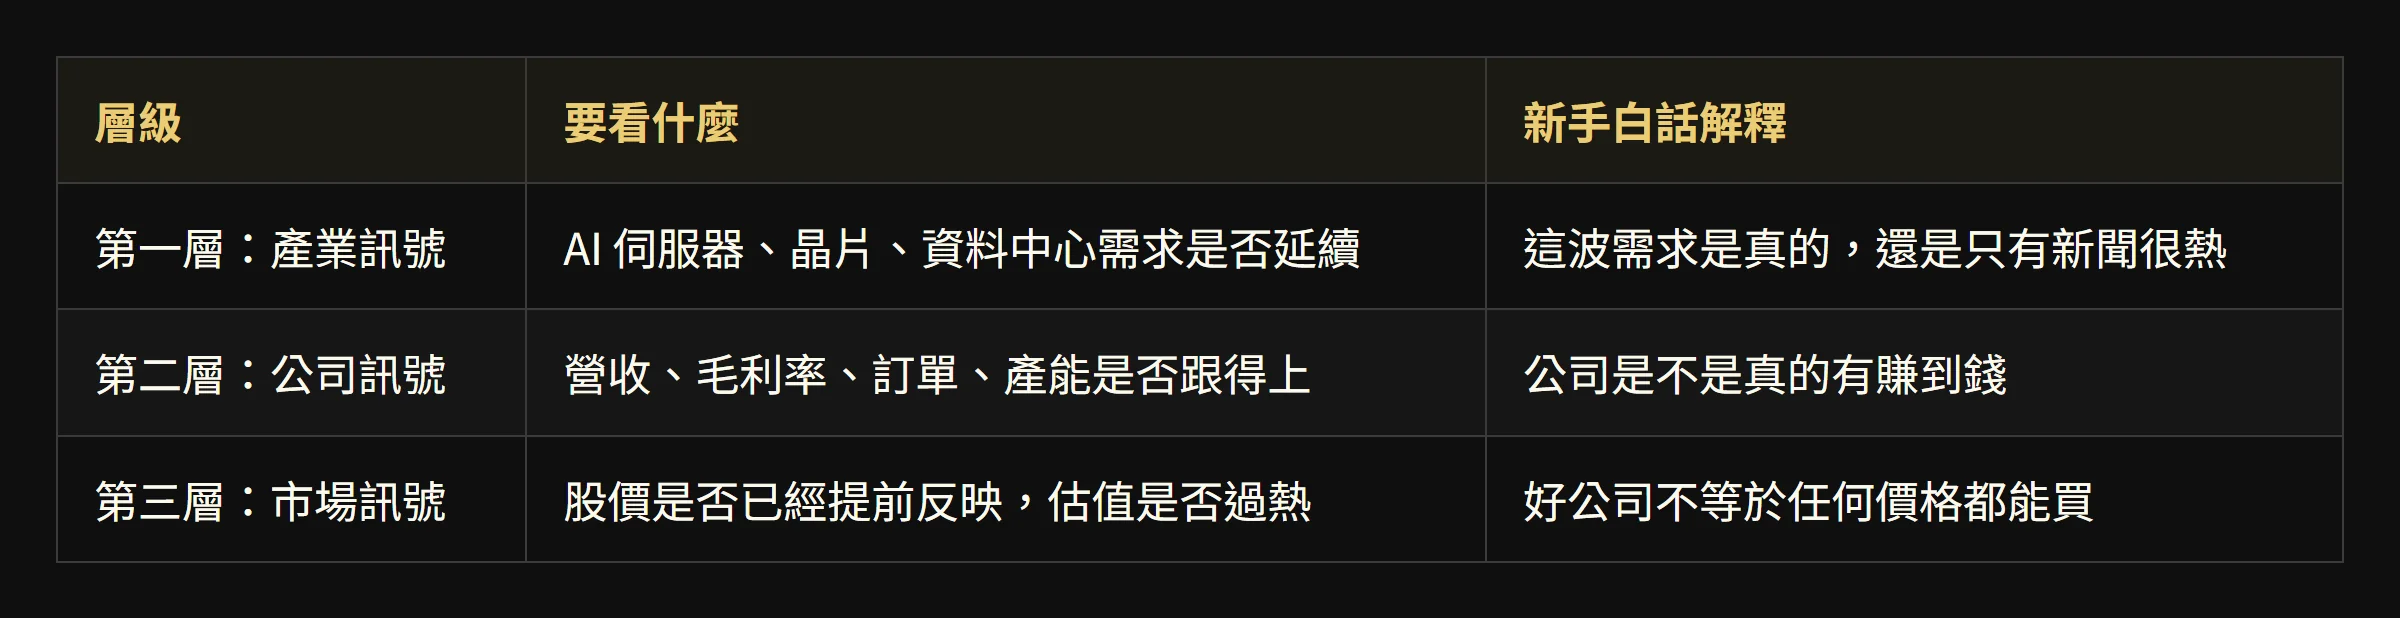 層級 要看什麼 新手白話解釋
第一層：產業訊號 AI 伺服器、晶片、資料中心需求是否延續 這波需求是真的，還是只有新聞很熱
第二層：公司訊號 營收、毛利率、訂單、產能是否跟得上 公司是不是真的有賺到錢
第三層：市場訊號 股價是否已經提前反映，估值是否過熱 好公司不等於任何價格都能買